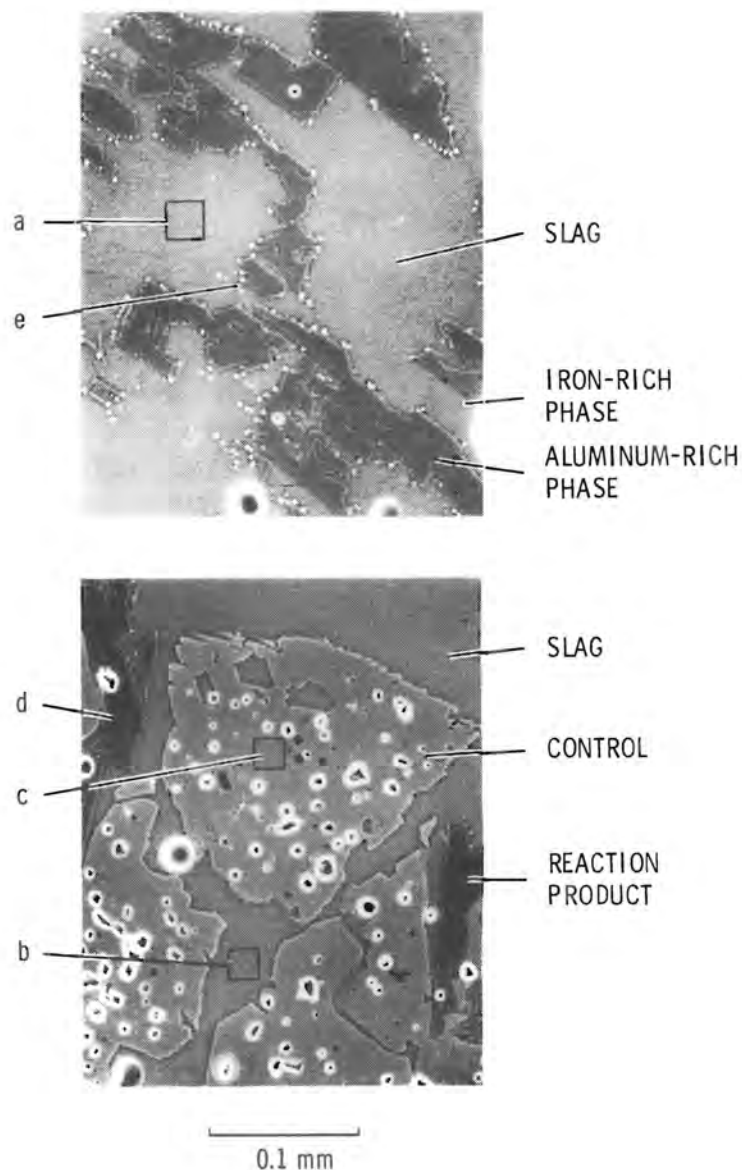 a
SLAG
e
IRON-RICH
PHASE
ALUMINUM-RICH
PHASE
SLAG
d
CONTROL
c
REACTION
PRODUCT
b
0.1 mm